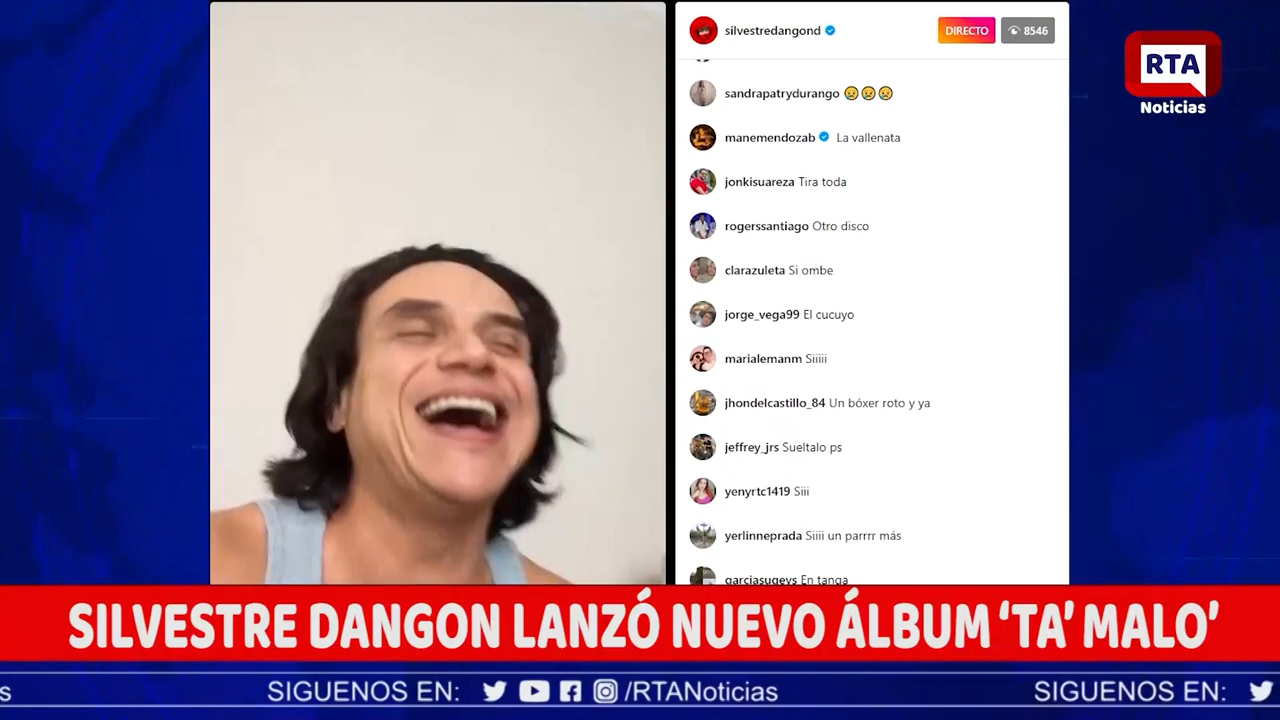 silvestredangond
DIRECTO
8546
sandrapatrydurango 😢😢😢
manemendozab La vallenata
jonkisuareza Tira toda
rogerssantiago Otro disco
clarazuleta Si ombe
jorge_vega99 El cucuyo
marialemanm Siiiii
jhondelcastillo_84 Un bóxer roto y ya
jeffrey_jrs Sueltalo ps
yenyrtc1419 Siii
yerlinneprada Siiii un parrrr más
garciasugeys En tanga
RTA
Noticias
SILVESTRE DANGON LANZÓ NUEVO ÁLBUM ‘TA’ MALO’
s
SIGUENOS EN: /RTANoticias
SIGUENOS EN: